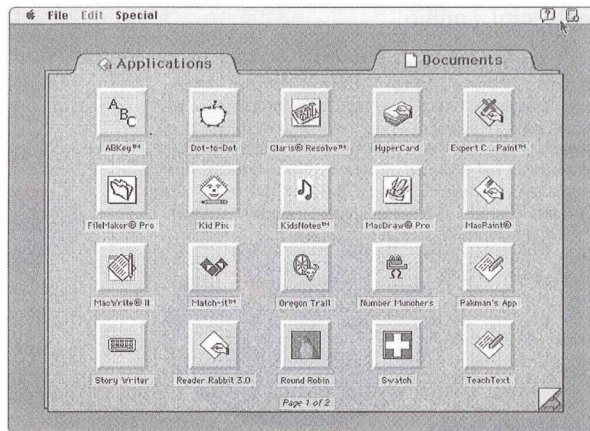 File Edit Special
Applications
Documents
ABKey™
Dot-to-Dot
Claris® Resolve™
HyperCard
Expert C... Paint™
FileMaker® Pro
Kid Pix
KidsNotes™
MacDraw® Pro
MacPaint®
MacWrite® II
Match-it™
Oregon Trail
Number Munchers
Pakman's App
Story Writer
Reader Rabbit 3.0
Round Robin
Swatch
TeachText
Page 1 of 2